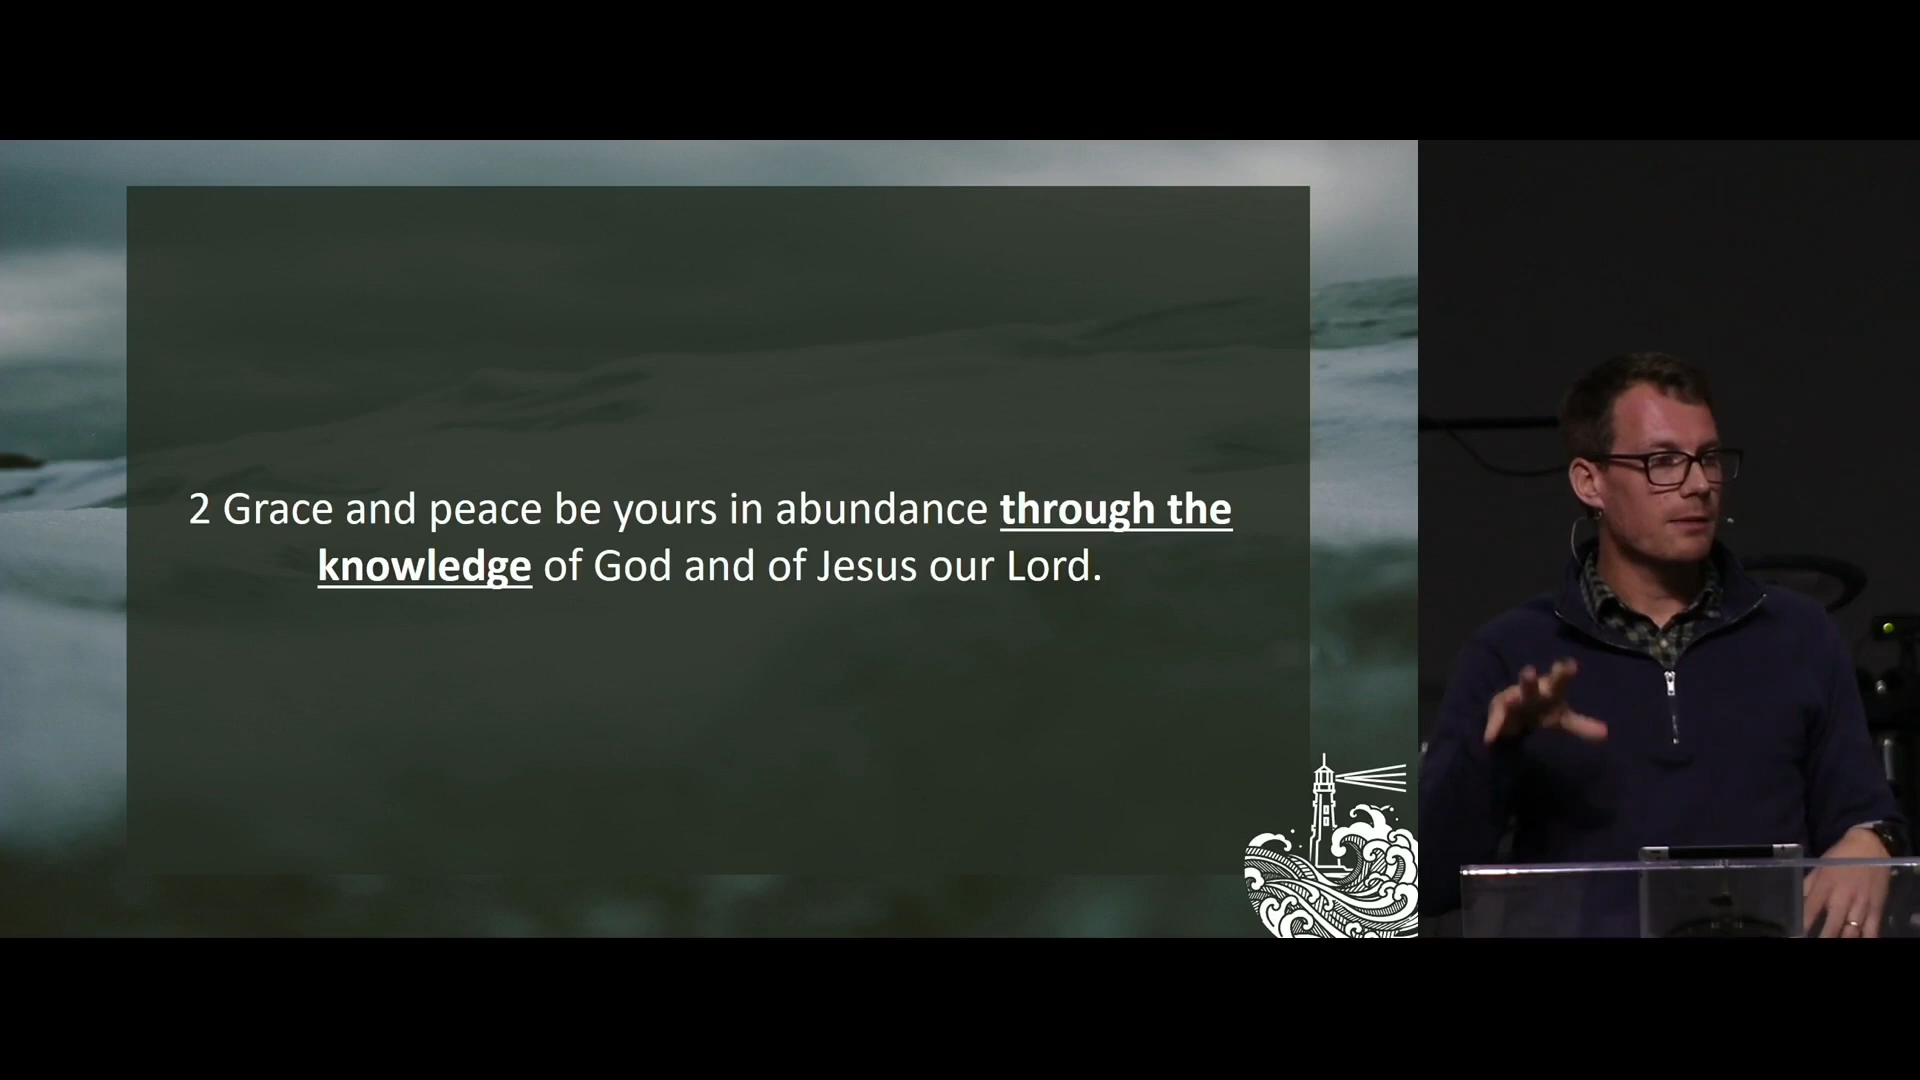 2 Grace and peace be yours in abundance through the
knowledge of God and of Jesus our Lord.